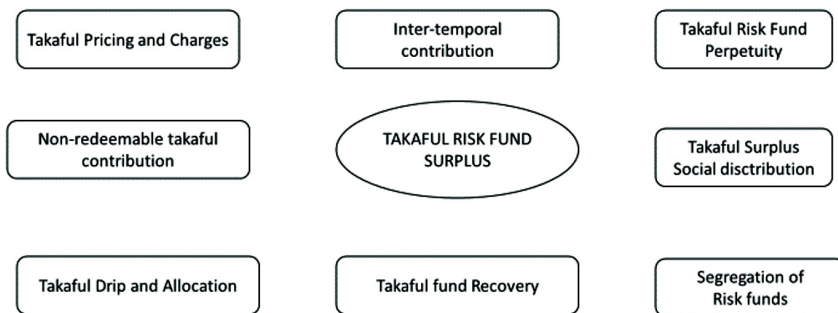 Takaful Pricing and Charges
Inter-temporal
contribution
Takaful Risk Fund
Perpetuity
Non-redeemable takaful
contribution
TAKAFUL RISK FUND
SURPLUS
Takaful Surplus
Social disctribution
Takaful Drip and Allocation
Takaful fund Recovery
Segregation of
Risk funds